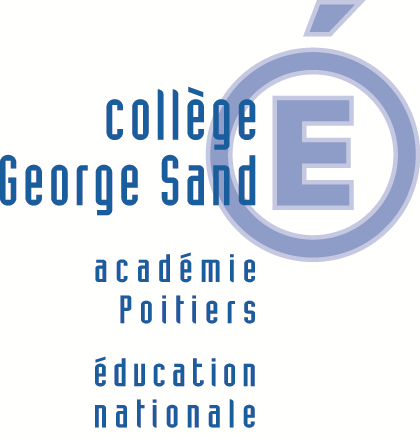 collège
George Sand
É
académie
Poitiers
éducation
nationale